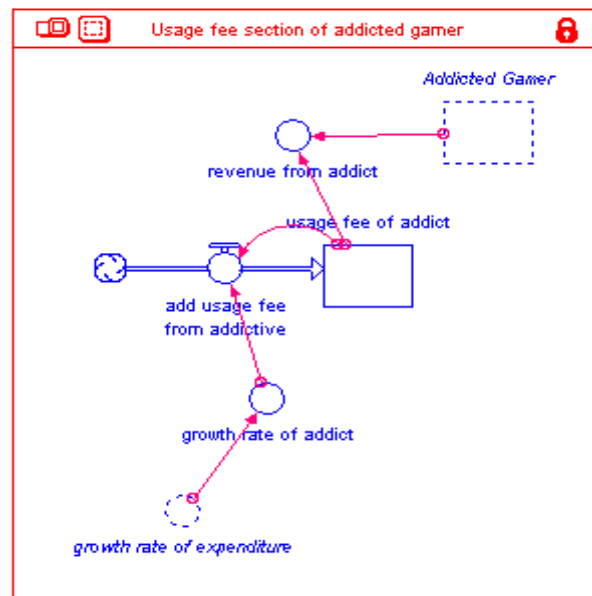 Usage fee section of addicted gamer
Addicted Gamer
revenue from addict
usage fee of addict
add usage fee
from addictive
growth rate of addict
growth rate of expenditure